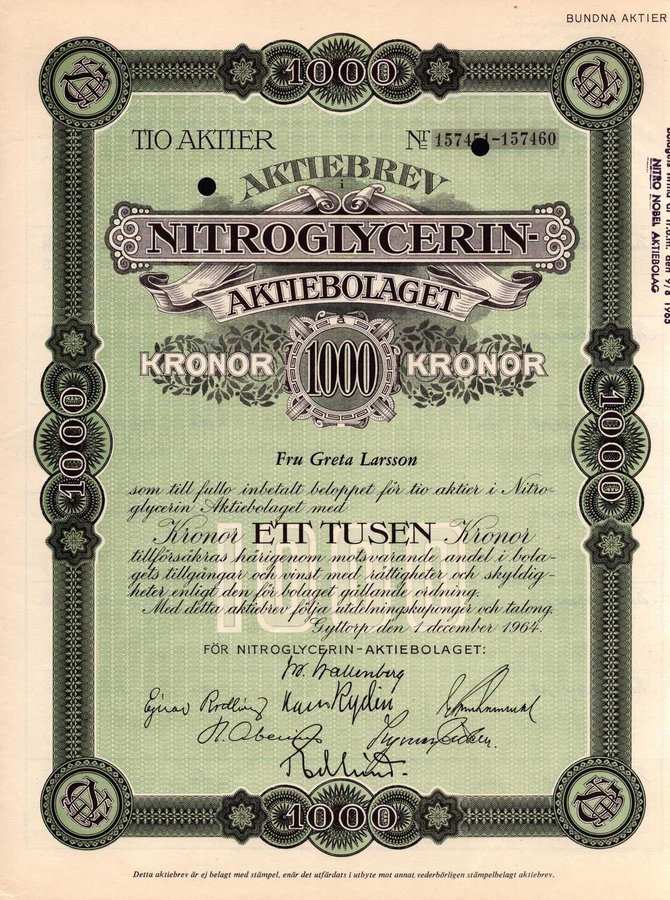 BUNDNA AKTIER
1000
TIO AKTIER
NR 157451-157460
AKTIEBREV
i
NITROGLYCERIN-
AKTIEBOLAGET
KRONOR 1000 KRONOR
1000
1000
Fru Greta Larsson
som till fullo inbetalt beloppet för tio aktier i Nitro-
glycerin Aktiebolaget med
Kronor ETT TUSEN Kronor
tillförsäkras härigenom motsvarande andel i bola-
gets tillgångar och vinst med rättigheter och skyldig-
heter enligt den för bolaget gällande ordning.
Med detta aktiebrev följa utdelningskuponger och talong.
1000
Gyttorp den 1 december 1964.
FÖR NITROGLYCERIN-AKTIEBOLAGET:
Wallenberg
Hans Rydin
1000
Detta aktiebrev är ej belagt med stämpel, enär det utfärdats i utbyte mot annat vederbörligen stämpelbelagt aktiebrev.
NITRO NOBEL AKTIEBOLAG